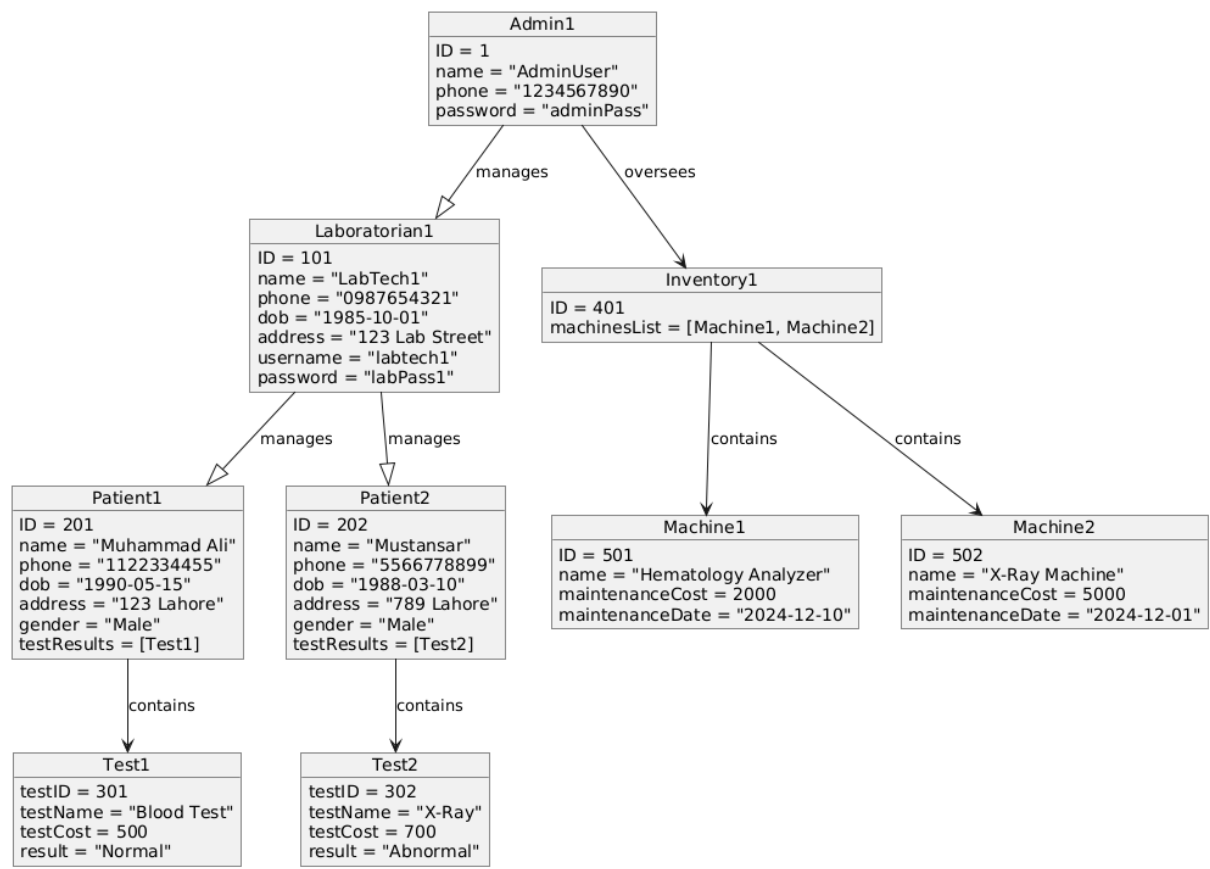 Admin1
ID = 1
name = "AdminUser"
phone = "1234567890"
password = "adminPass"
manages
oversees
Laboratorian1
ID = 101
name = "LabTech1"
phone = "0987654321"
dob = "1985-10-01"
address = "123 Lab Street"
username = "labtech1"
password = "labPass1"
Inventory1
ID = 401
machinesList = [Machine1, Machine2]
manages
manages
contains
contains
Patient1
ID = 201
name = "Muhammad Ali"
phone = "1122334455"
dob = "1990-05-15"
address = "123 Lahore"
gender = "Male"
testResults = [Test1]
Patient2
ID = 202
name = "Mustansar"
phone = "5566778899"
dob = "1988-03-10"
address = "789 Lahore"
gender = "Male"
testResults = [Test2]
Machine1
ID = 501
name = "Hematology Analyzer"
maintenanceCost = 2000
maintenanceDate = "2024-12-10"
Machine2
ID = 502
name = "X-Ray Machine"
maintenanceCost = 5000
maintenanceDate = "2024-12-01"
contains
contains
Test1
testID = 301
testName = "Blood Test"
testCost = 500
result = "Normal"
Test2
testID = 302
testName = "X-Ray"
testCost = 700
result = "Abnormal"